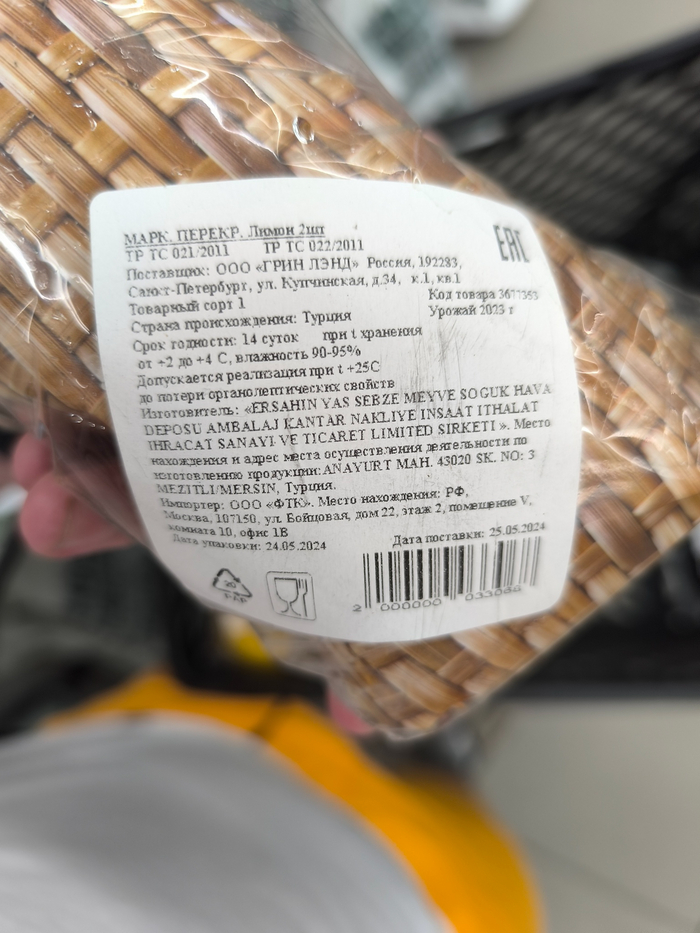 МАРК. ПЕРЕКР. Лимон 2шт
ТР ТС 021/2011 ТР ТС 022/2011
EAC
Поставщик: ООО «ГРИН ЛЭНД» Россия, 192283,
Санкт-Петербург, ул. Купчинская, д.34, к.1, кв.1
Товарный сорт 1
Код товара 3677353
Страна происхождения: Турция
Урожай 2023 г
Срок годности: 14 суток при t хранения
от +2 до +4 С, влажность 90-95%
Допускается реализация при t +25С
до потери органолептических свойств
Изготовитель: «ERSAHIN YAS SEBZE MEYVE SOGUK HAVA
DEPOSU AMBALAJ KANTAR NAKLIYE INSAAT ITHALAT
IHRACAT SANAYI VE TICARET LIMITED SIRKETI ». Место
нахождения и адрес места осуществления деятельности по
изготовлению продукции: ANAYURT MAH. 43020 SK. NO: 3
MEZITLI/MERSIN, Турция.
Импортер: ООО «ФТК». Место нахождения: РФ,
Москва, 107150, ул. Бойцовая, дом 22, этаж 2, помещение V,
комната 10, офис 1В
Дата упаковки: 24.05.2024
Дата поставки: 25.05.2024
20
2 000000 033084